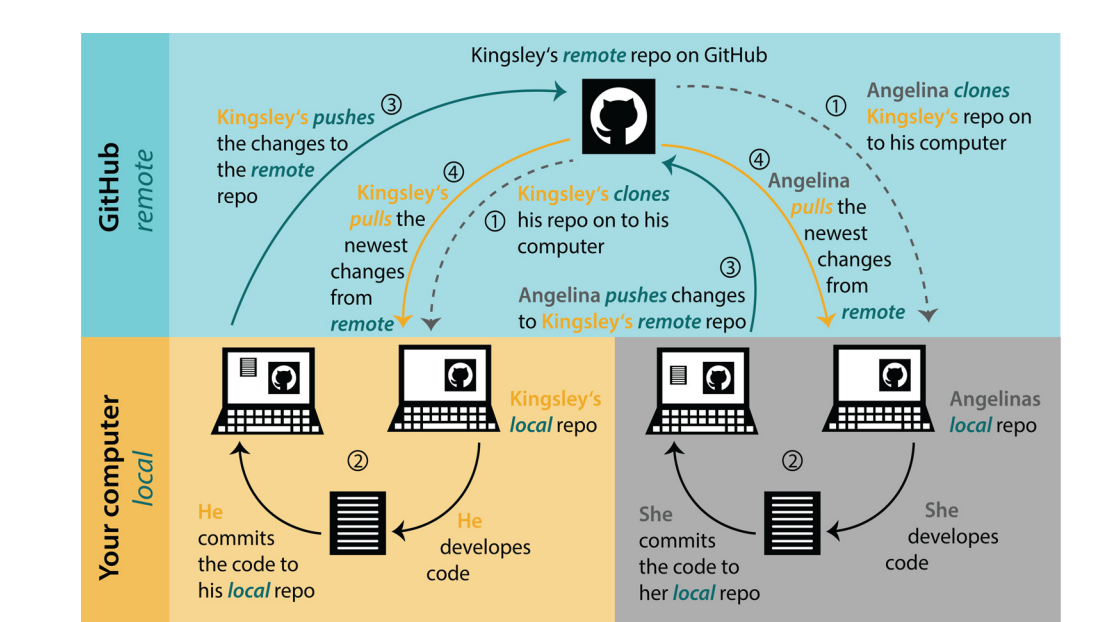 Kingsley's remote repo on GitHub
③
Kingsley's pushes
the changes to
the remote
repo
①
Angelina clones
Kingsley's repo on
to his computer
④
Kingsley's
pulls the
newest
changes
from
remote
①
Kingsley's clones
his repo on to his
computer
④
Angelina
pulls the
newest
changes
from
remote
③
Angelina pushes changes
to Kingsley's remote repo
GitHub
remote
Your computer
local
Kingsley's
local repo
②
He
commits
the code to
his local repo
He
developes
code
Angelinas
local repo
②
She
commits
the code to
her local repo
She
developes
code